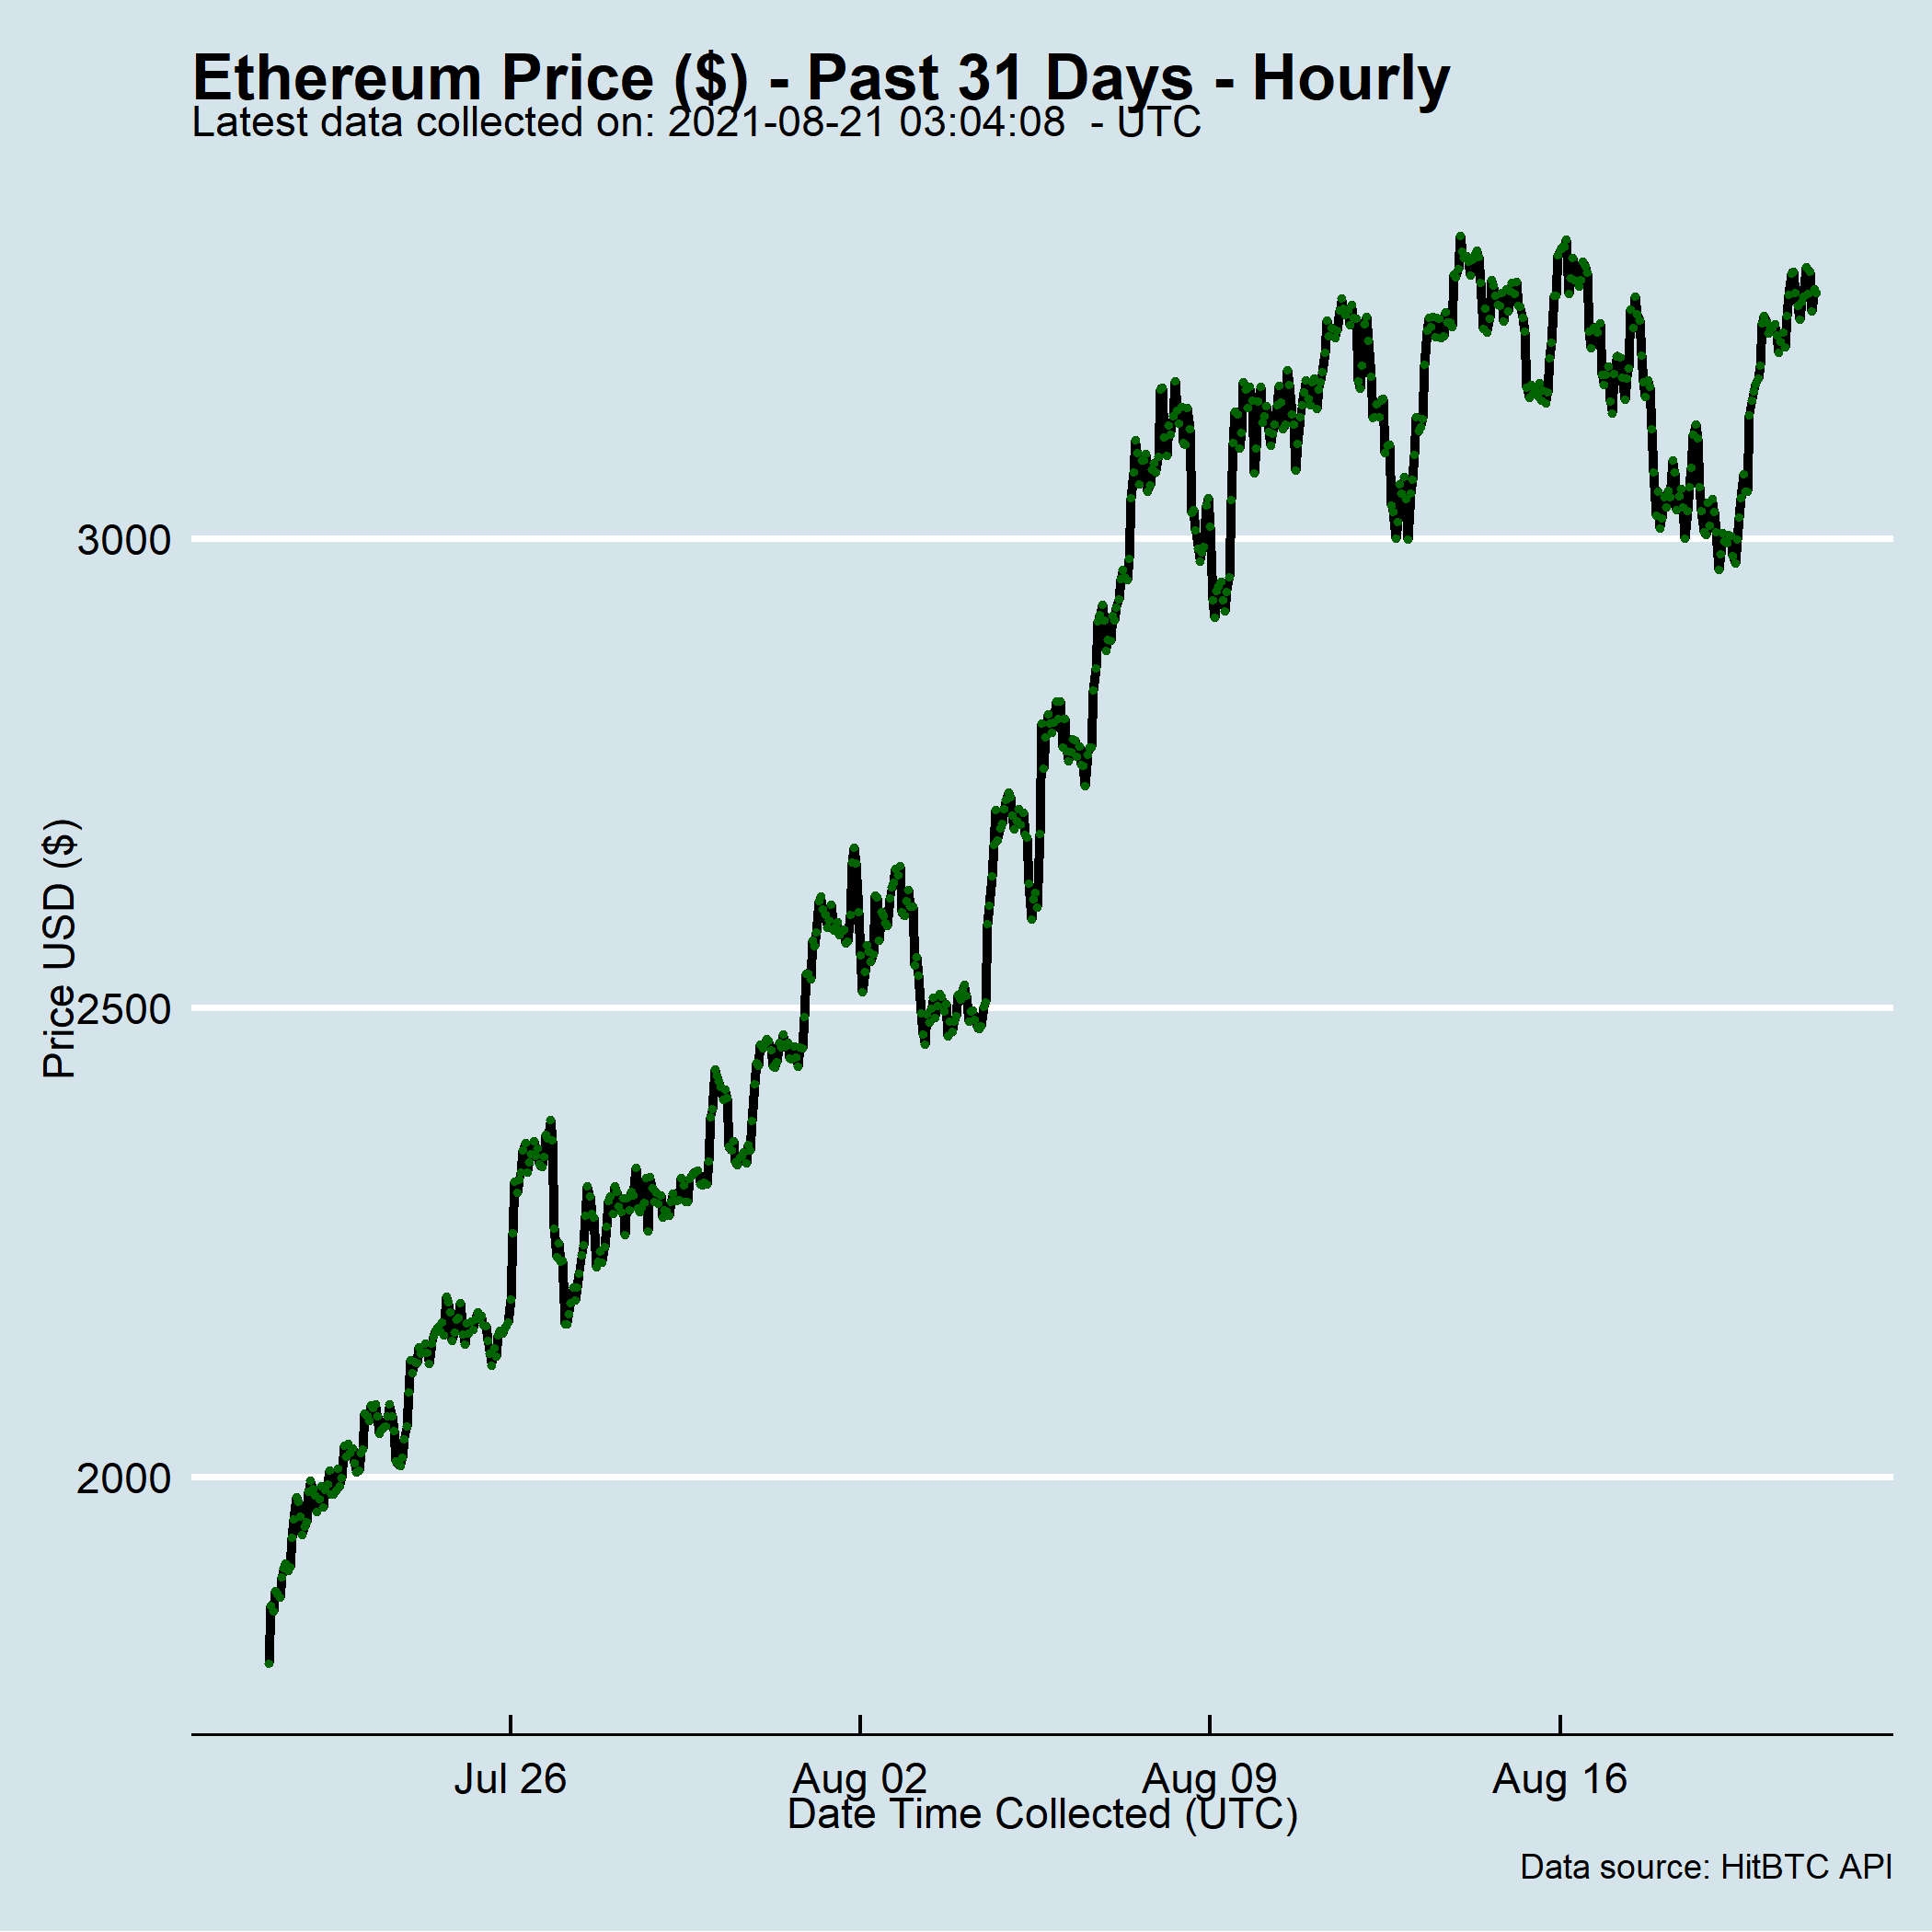 Ethereum Price ($) - Past 31 Days - Hourly
Latest data collected on: 2021-08-21 03:04:08  - UTC
3000
Price USD ($)
2500
2000
Jul 26
Aug 02
Aug 09
Aug 16
Date Time Collected (UTC)
Data source: HitBTC API